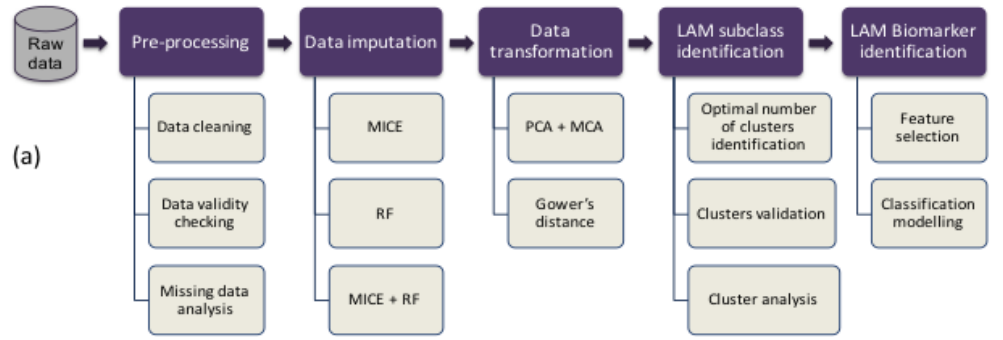 Raw
data
Pre-processing
Data imputation
Data
transformation
LAM subclass
identification
LAM Biomarker
identification
(a)
Data cleaning
Data validity
checking
Missing data
analysis
MICE
RF
MICE + RF
PCA + MCA
Gower's
distance
Optimal number
of clusters
identification
Clusters validation
Cluster analysis
Feature
selection
Classification
modelling